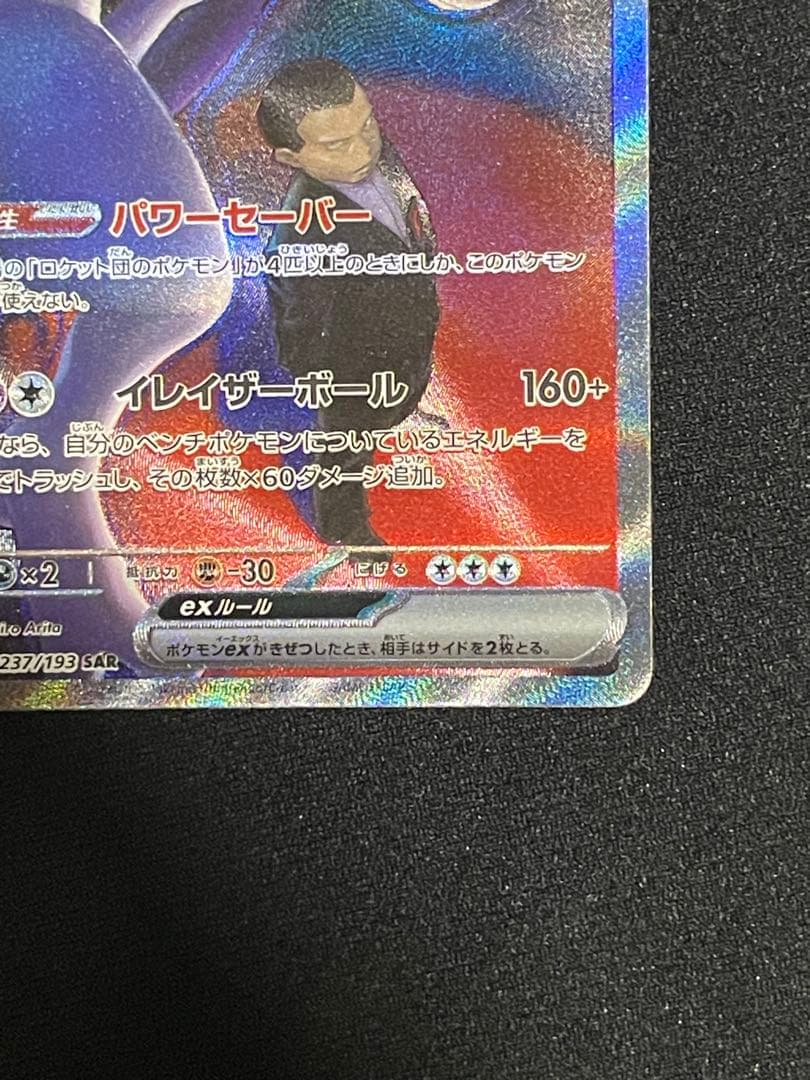 生 パワーセーバー
の「ロケット団のポケモン」が4匹以上のときにしか、このポケモン
使えない。
イレイザーボール 160+
なら、自分のベンチポケモンについているエネルギーを
でトラッシュし、その枚数×60ダメージ追加。
×2 抵抗力 -30 にげる
exルール
iro Arita
ポケモンexがきぜつしたとき、相手はサイドを2枚とる。
237/193 SAR